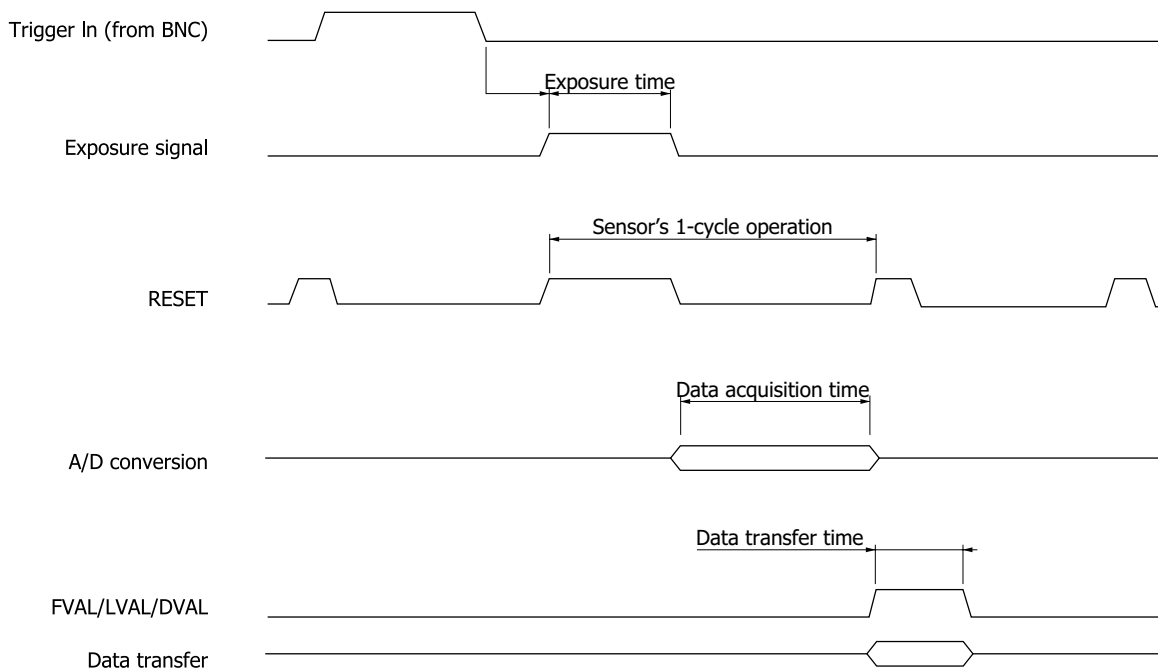 Trigger In (from BNC)
Exposure time
Exposure signal
Sensor's 1-cycle operation
RESET
Data acquisition time
A/D conversion
Data transfer time
FVAL/LVAL/DVAL
Data transfer